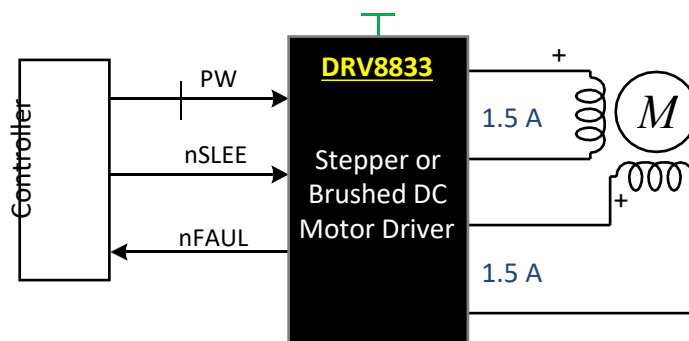 Controller
PW
nSLEE
nFAUL
DRV8833
Stepper or
Brushed DC
Motor Driver
+
1.5 A
M
+
1.5 A